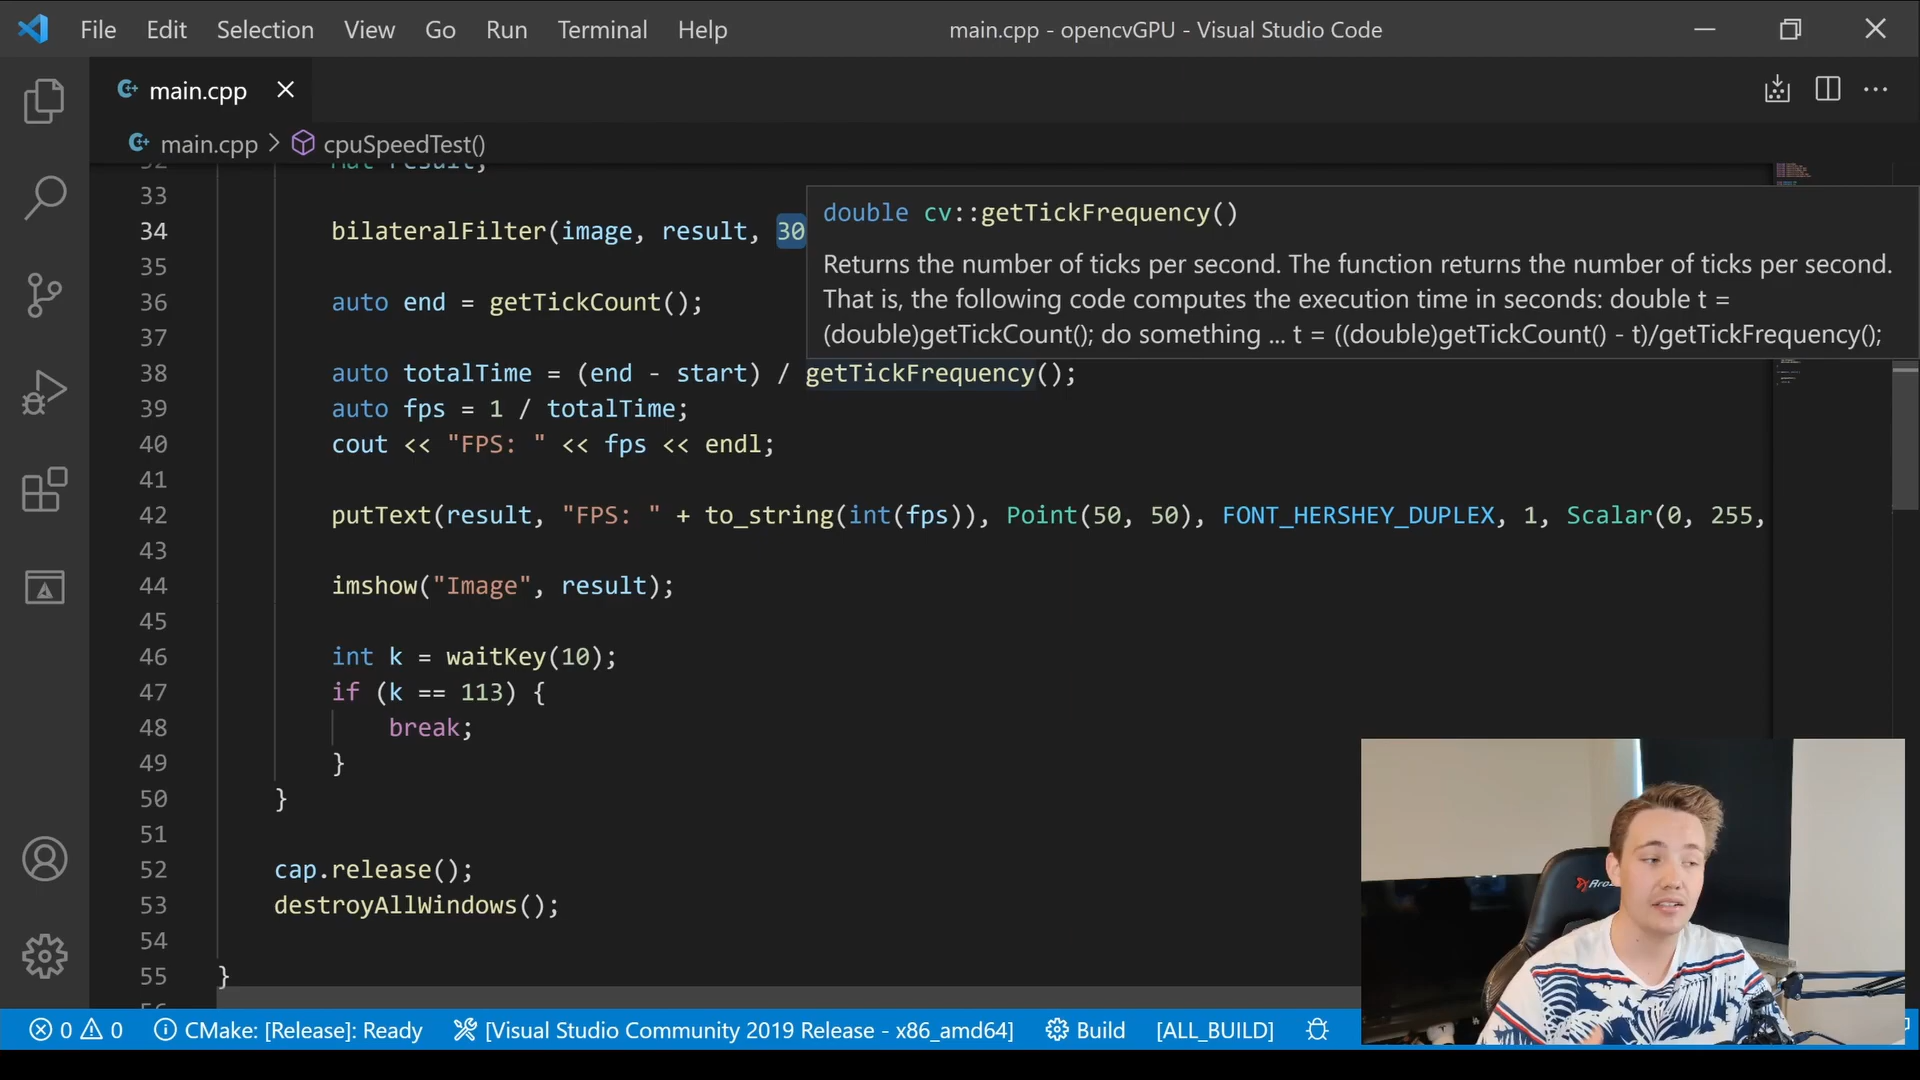 File Edit Selection View Go Run Terminal Help main.cpp - opencvGPU - Visual Studio Code
main.cpp
main.cpp > cpuSpeedTest()
32 Mat result;
33
34 bilateralFilter(image, result, 30
double cv::getTickFrequency()
Returns the number of ticks per second. The function returns the number of ticks per second.
That is, the following code computes the execution time in seconds: double t =
(double)getTickCount(); do something ... t = ((double)getTickCount() - t)/getTickFrequency();
35
36 auto end = getTickCount();
37
38 auto totalTime = (end - start) / getTickFrequency();
39 auto fps = 1 / totalTime;
40 cout << "FPS: " << fps << endl;
41
42 putText(result, "FPS: " + to_string(int(fps)), Point(50, 50), FONT_HERSHEY_DUPLEX, 1, Scalar(0, 255,
43
44 imshow("Image", result);
45
46 int k = waitKey(10);
47 if (k == 113) {
48 break;
49 }
50 }
51
52 cap.release();
53 destroyAllWindows();
54
55 }
0 0 CMake: [Release]: Ready [Visual Studio Community 2019 Release - x86_amd64] Build [ALL_BUILD]